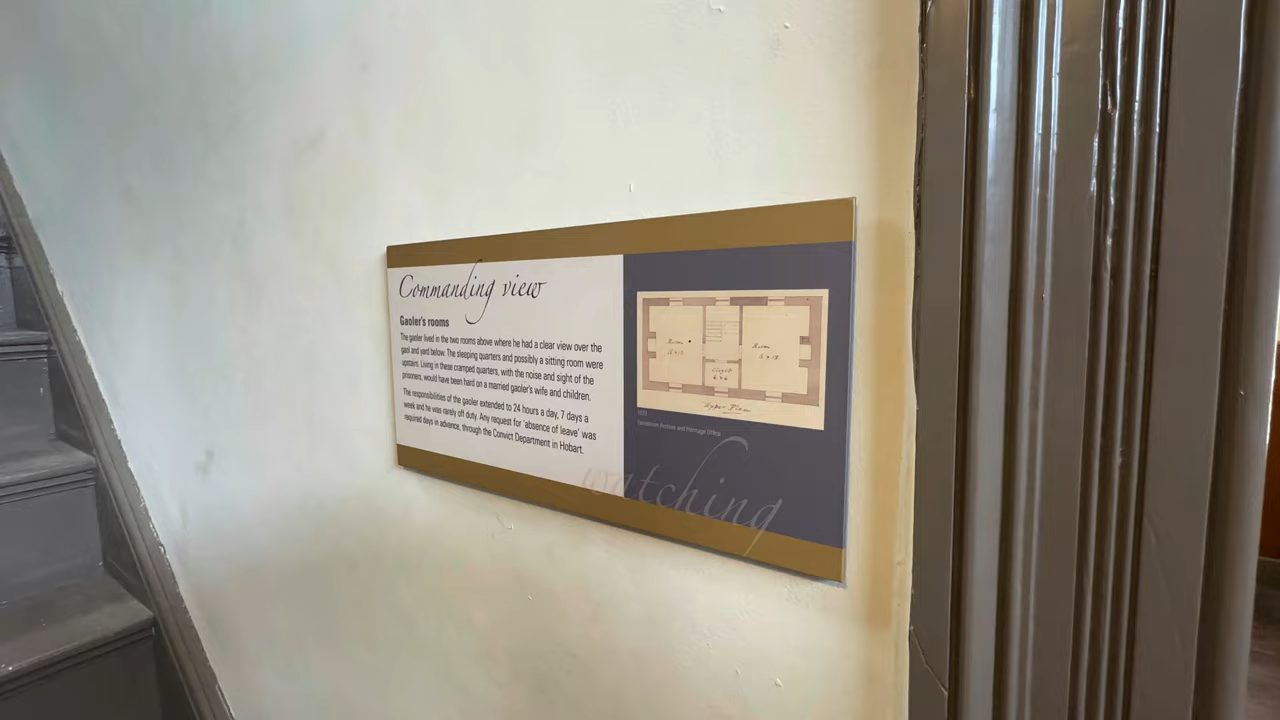 Commanding view
Gaoler's rooms
The gaoler lived in the two rooms above where he had a clear view over the
gaol and yard below. The sleeping quarters and possibly a sitting room were
upstairs. Living in these cramped quarters, with the noise and sight of the
prisoners, would have been hard on a married gaoler's wife and children.
The responsibilities of the gaoler extended to 24 hours a day, 7 days a
week and he was rarely off duty. Any request for 'absence of leave' was
required days in advance, through the Convict Department in Hobart.
Room
Room
Upper Plan
Tasmanian Archive and Heritage Office
watching